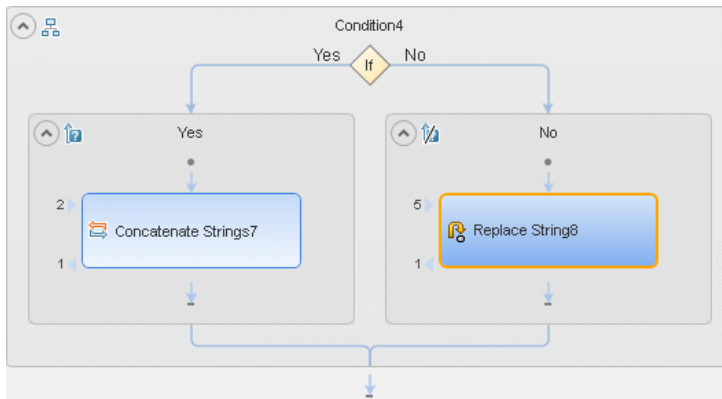 Condition4
Yes If No
Yes
No
2
Concatenate Strings7
1
5
Replace String8
1